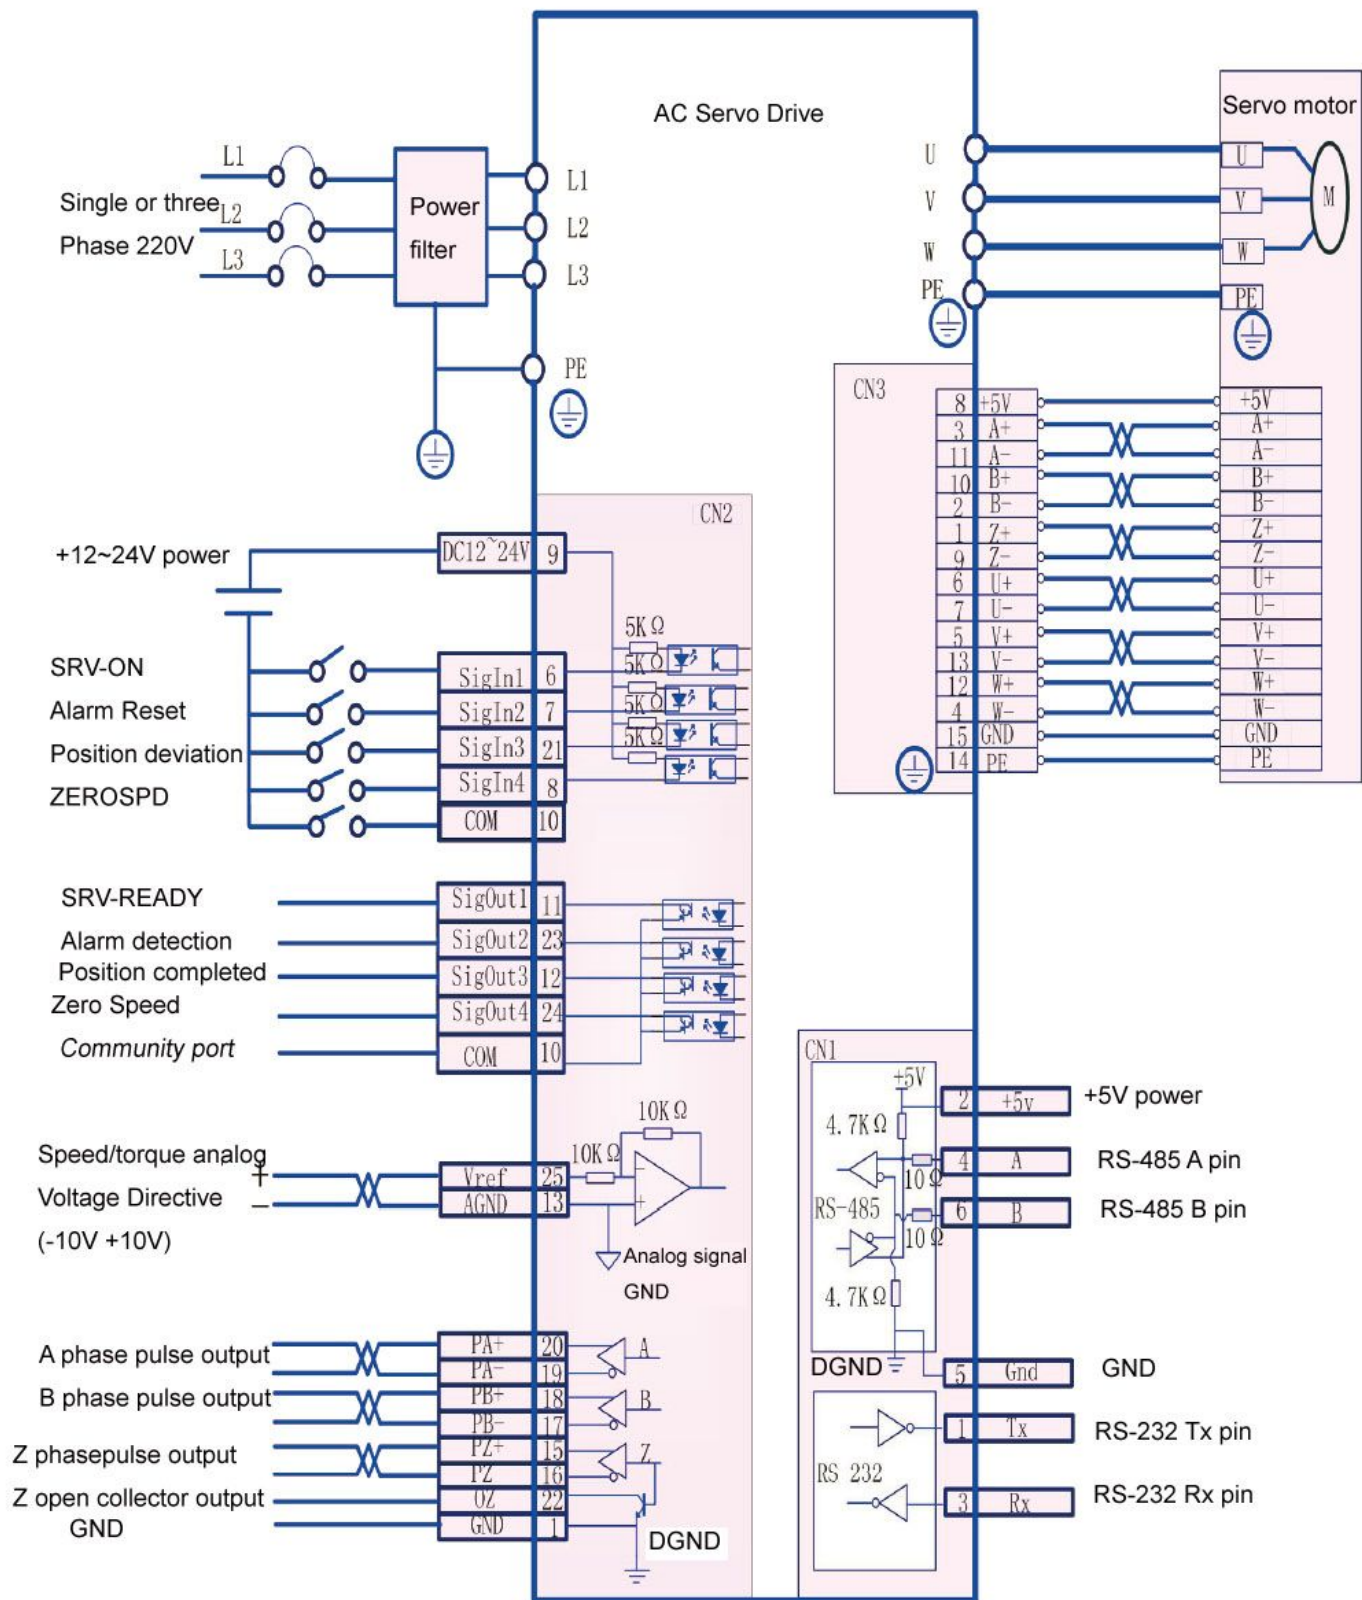 AC Servo Drive
Servo motor
L1
Single or three
L2
Phase 220V
L3
Power
filter
L1
L2
L3
PE
U
V
W
PE
U
V
W
PE
M
CN3
8 +5V
3 A+
11 A-
10 B+
2 B-
1 Z+
9 Z-
6 U+
7 U-
5 V+
13 V-
12 W+
4 W-
15 GND
14 PE
+5V
A+
A-
B+
B-
Z+
Z-
U+
U-
V+
V-
W+
W-
GND
PE
CN2
+12~24V power
DC12~24V 9
5KΩ
5KΩ
5KΩ
5KΩ
SRV-ON
SigIn1 6
Alarm Reset
SigIn2 7
Position deviation
SigIn3 21
ZEROSPD
SigIn4 8
COM 10
SRV-READY
SigOut1 11
Alarm detection
SigOut2 23
Position completed
SigOut3 12
Zero Speed
SigOut4 24
Community port
COM 10
10KΩ
10KΩ
Speed/torque analog
+
Vref 25
Voltage Directive
−
AGND 13
(-10V +10V)
−
+
Analog signal
GND
A phase pulse output
PA+ 20
PA- 19
A
B phase pulse output
PB+ 18
PB- 17
B
Z phasepulse output
PZ+ 15
PZ 16
Z
Z open collector output
OZ 22
GND
GND 1
DGND
CN1
+5V
2 +5v
+5V power
4.7KΩ
4 A
RS-485 A pin
10Ω
RS-485
6 B
RS-485 B pin
10Ω
4.7KΩ
DGND
5 Gnd
GND
1 Tx
RS-232 Tx pin
RS 232
3 Rx
RS-232 Rx pin